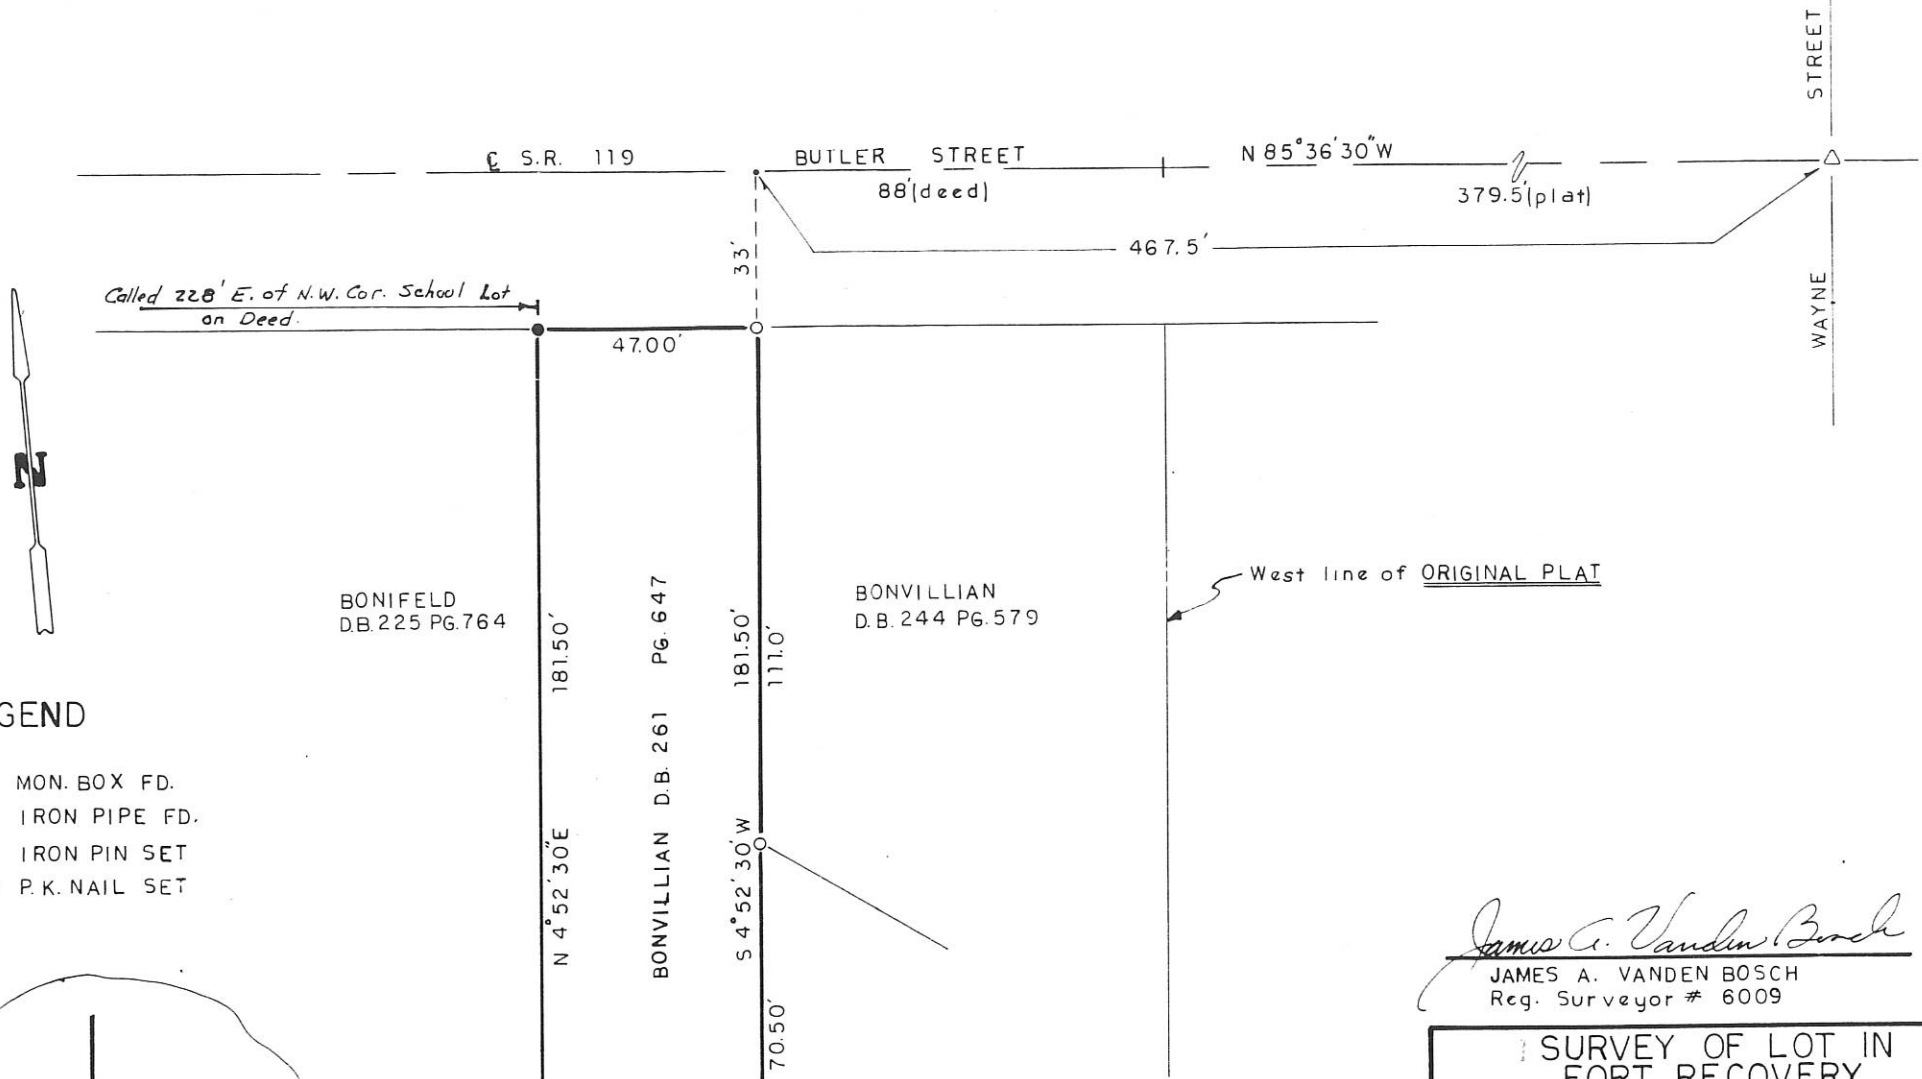 STREET
℄ S.R. 119
BUTLER STREET
N 85°36'30"W
88'(deed)
379.5'(plat)
467.5'
33'
WAYNE
Called 228' E. of N.W. Cor. School Lot
on Deed.
47.00'
N
West line of ORIGINAL PLAT
BONIFELD
D.B. 225 PG. 764
BONVILLIAN
D.B. 244 PG. 579
181.50'
N 4°52'30"E
BONVILLIAN D.B. 261 PG. 647
181.50'
111.0'
S 4°52'30"W
70.50'
GEND
MON. BOX FD.
IRON PIPE FD.
IRON PIN SET
P.K. NAIL SET
James A. Vanden Bosch
JAMES A. VANDEN BOSCH
Reg. Surveyor # 6009
SURVEY OF LOT IN
FORT RECOVERY